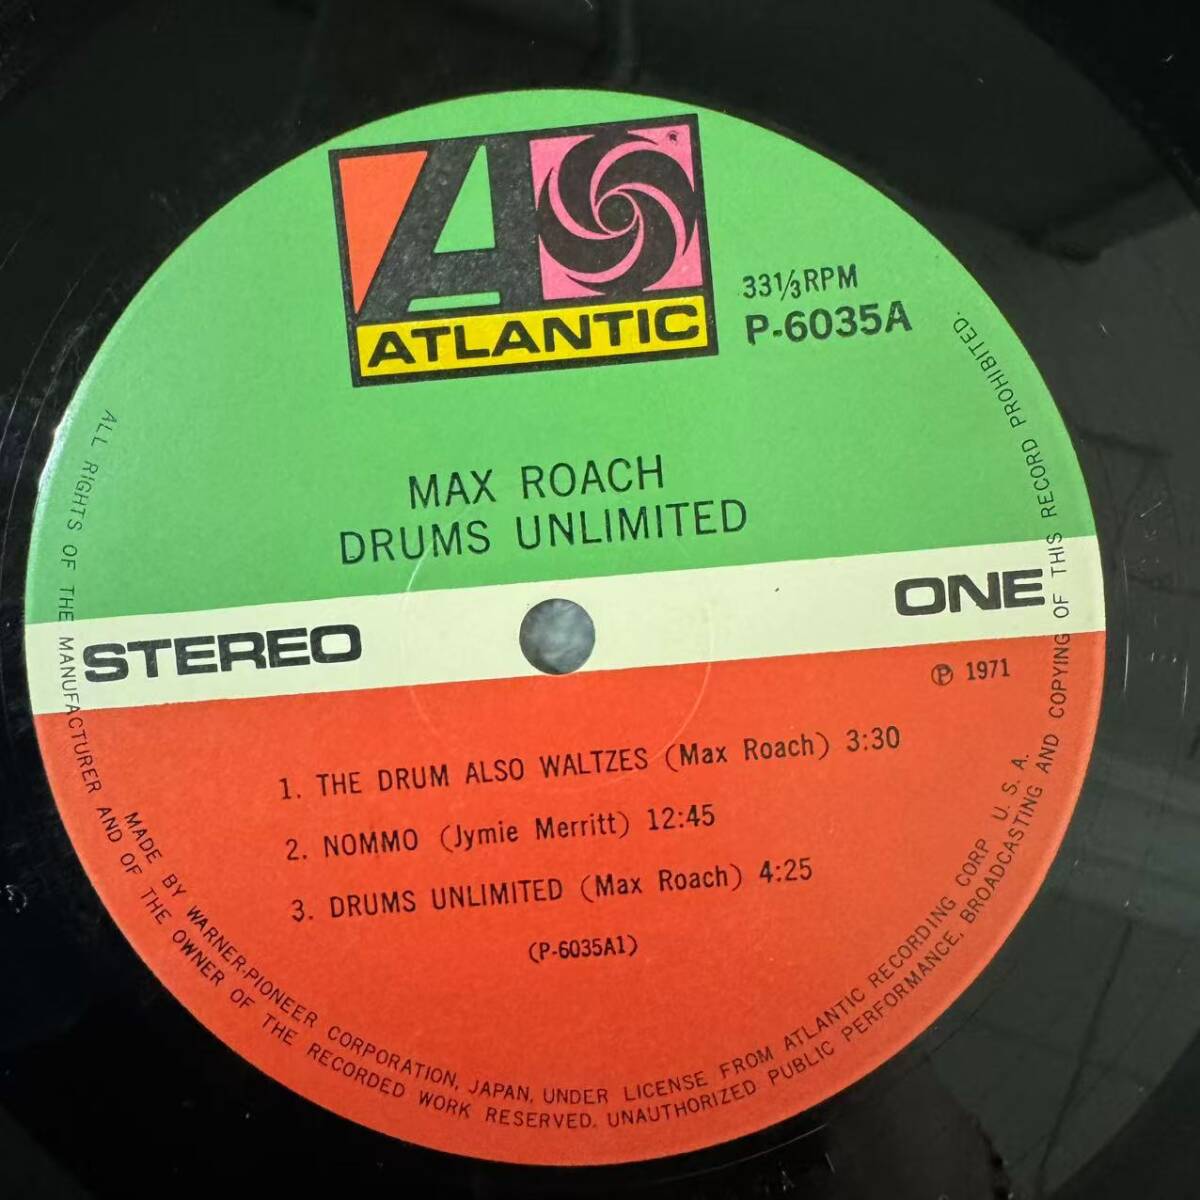 ATLANTIC
33⅓RPM
P-6035A
MAX ROACH
DRUMS UNLIMITED
STEREO
ONE
Ⓟ 1971
1. THE DRUM ALSO WALTZES (Max Roach) 3:30
2. NOMMO (Jymie Merritt) 12:45
3. DRUMS UNLIMITED (Max Roach) 4:25
(P-6035A1)
MADE BY WARNER-PIONEER CORPORATION, JAPAN, UNDER LICENSE FROM ATLANTIC RECORDING CORP U. S. A.
ALL RIGHTS OF THE MANUFACTURER AND OF THE OWNER OF THE RECORDED WORK RESERVED. UNAUTHORIZED PUBLIC PERFORMANCE, BROADCASTING AND COPYING OF THIS RECORD PROHIBITED.